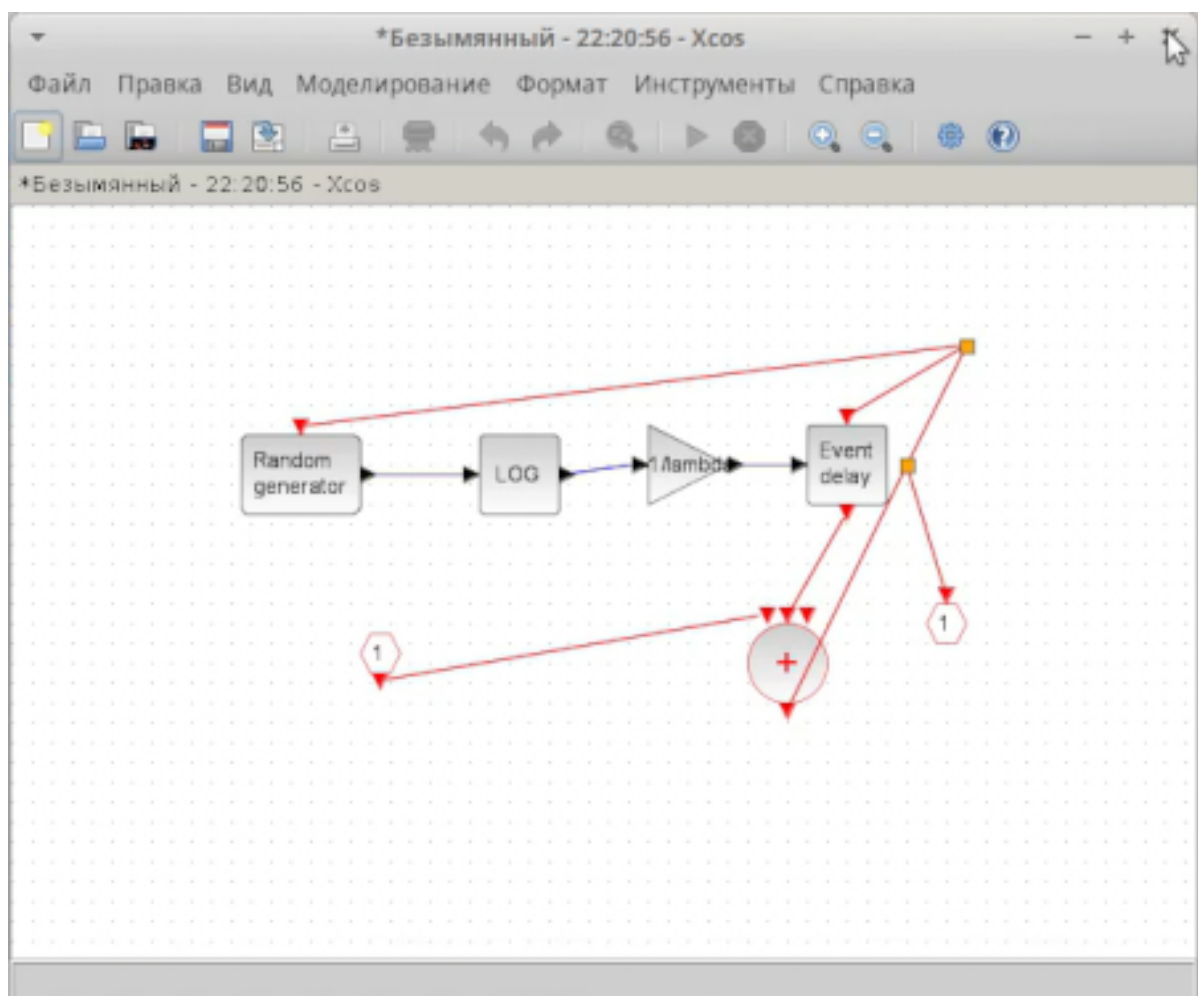 *Безымянный - 22:20:56 - Xcos
Файл Правка Вид Моделирование Формат Инструменты Справка
*Безымянный - 22:20:56 - Xcos
Random
generator
LOG
1/lambda
Event
delay
1
1
+